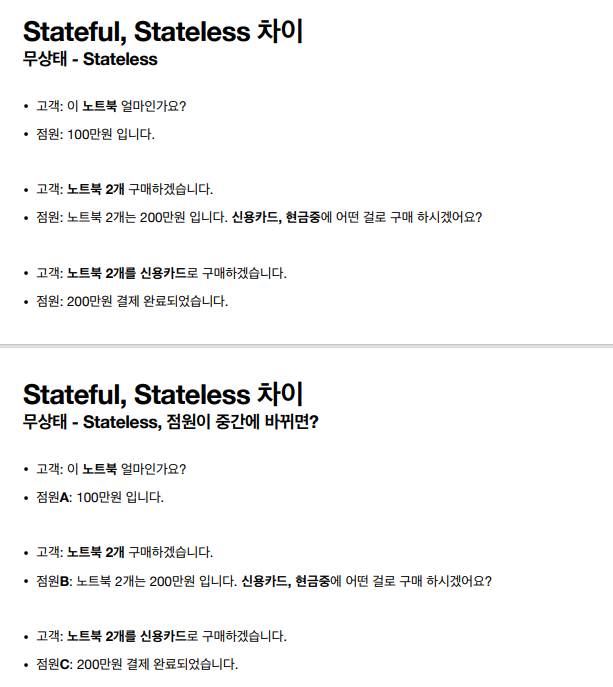 Stateful, Stateless 차이
무상태 - Stateless
• 고객: 이 노트북 얼마인가요?
• 점원: 100만원 입니다.
• 고객: 노트북 2개 구매하겠습니다.
• 점원: 노트북 2개는 200만원 입니다. 신용카드, 현금중에 어떤 걸로 구매 하시겠어요?
• 고객: 노트북 2개를 신용카드로 구매하겠습니다.
• 점원: 200만원 결제 완료되었습니다.
Stateful, Stateless 차이
무상태 - Stateless, 점원이 중간에 바뀌면?
• 고객: 이 노트북 얼마인가요?
• 점원A: 100만원 입니다.
• 고객: 노트북 2개 구매하겠습니다.
• 점원B: 노트북 2개는 200만원 입니다. 신용카드, 현금중에 어떤 걸로 구매 하시겠어요?
• 고객: 노트북 2개를 신용카드로 구매하겠습니다.
• 점원C: 200만원 결제 완료되었습니다.